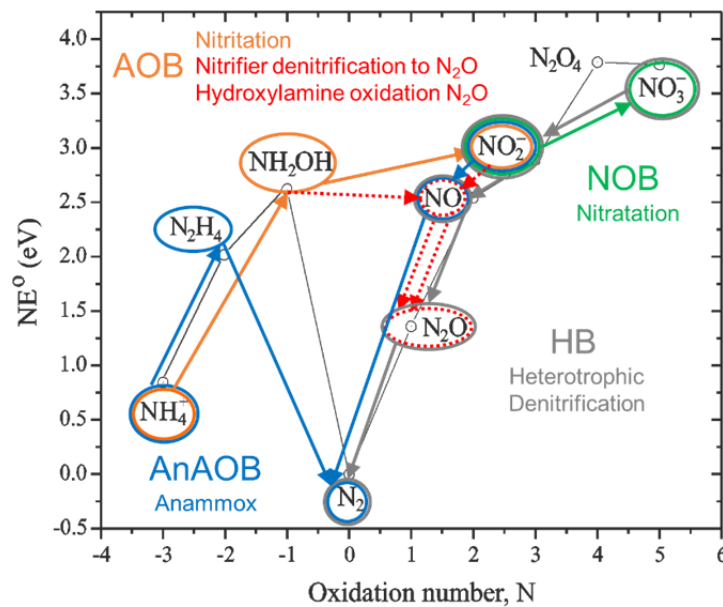 AOB
Nitritation
Nitrifier denitrification to N₂O
Hydroxylamine oxidation N₂O
N₂O₄
NO₃⁻
NO₂⁻
NH₂OH
NO
NOB
Nitratation
N₂H₄
N₂O
HB
Heterotrophic
Denitrification
NH₄⁻
AnAOB
Anammox
N₂
NE⁰ (eV)
4.0
3.5
3.0
2.5
2.0
1.5
1.0
0.5
0.0
-0.5
-4 -3 -2 -1 0 1 2 3 4 5 6
Oxidation number, N